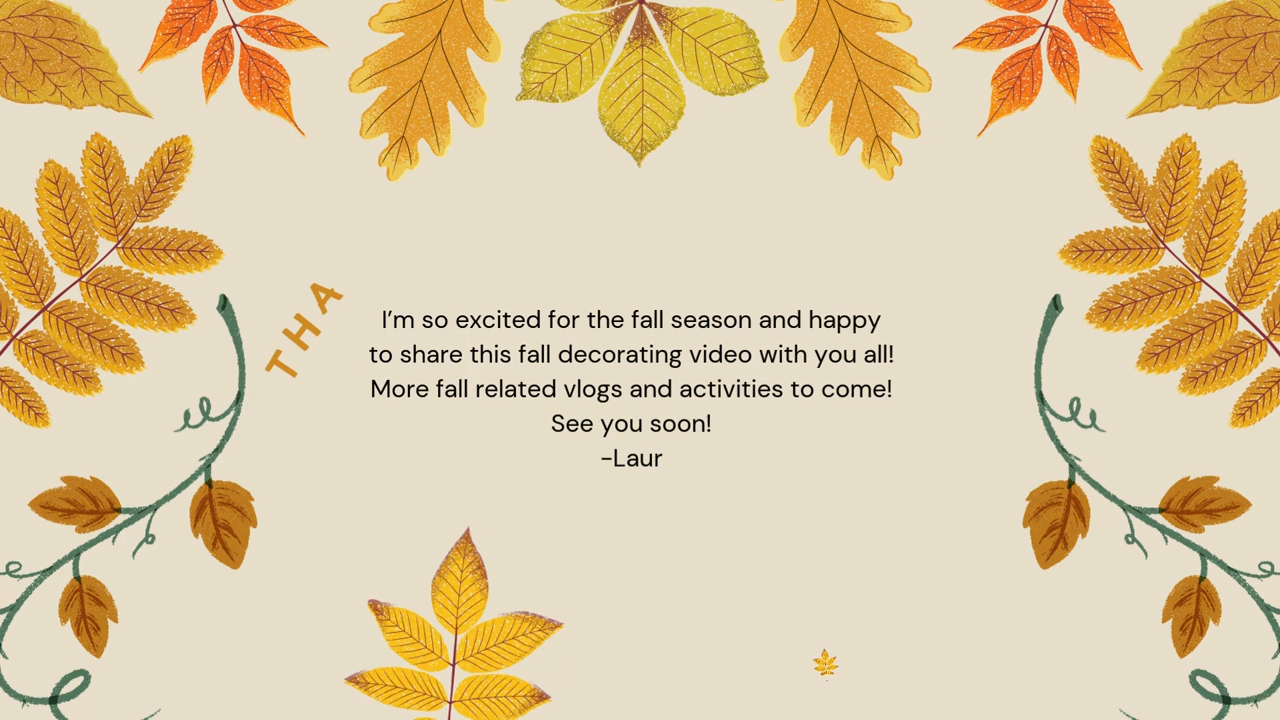 THA
I’m so excited for the fall season and happy
to share this fall decorating video with you all!
More fall related vlogs and activities to come!
See you soon!
-Laur